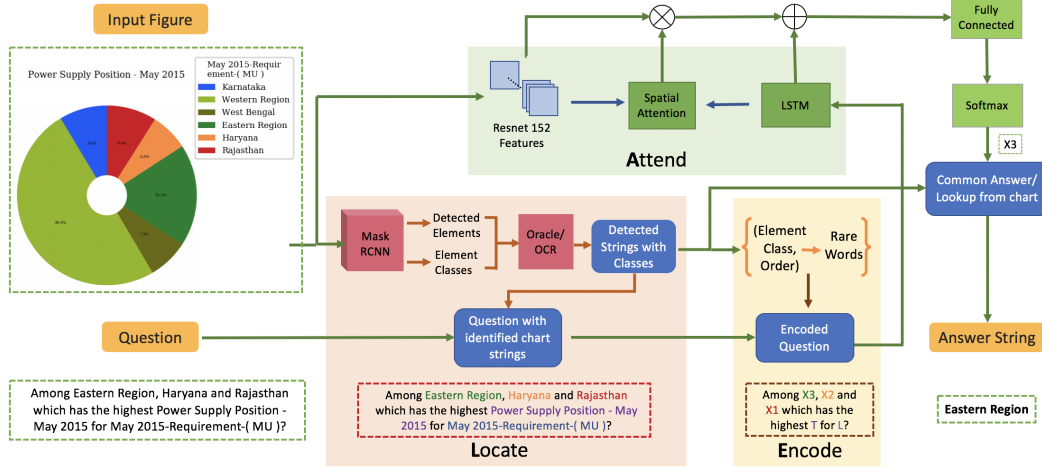 Input Figure
Power Supply Position - May 2015
May 2015-Requir
ement-( MU )
Karnataka
Western Region
West Bengal
Eastern Region
Haryana
Rajasthan
Resnet 152
Features
Spatial
Attention
LSTM
Attend
Fully
Connected
Softmax
X3
Common Answer/
Lookup from chart
Answer String
Eastern Region
Mask
RCNN
Detected
Elements
Element
Classes
Oracle/
OCR
Detected
Strings with
Classes
Question with
identified chart
strings
(Element
Class,
Order)
Rare
Words
Encoded
Question
Question
Among Eastern Region, Haryana and Rajasthan
which has the highest Power Supply Position -
May 2015 for May 2015-Requirement-( MU )?
Among Eastern Region, Haryana and Rajasthan
which has the highest Power Supply Position - May
2015 for May 2015-Requirement-( MU )?
Locate
Among X3, X2 and
X1 which has the
highest T for L?
Encode